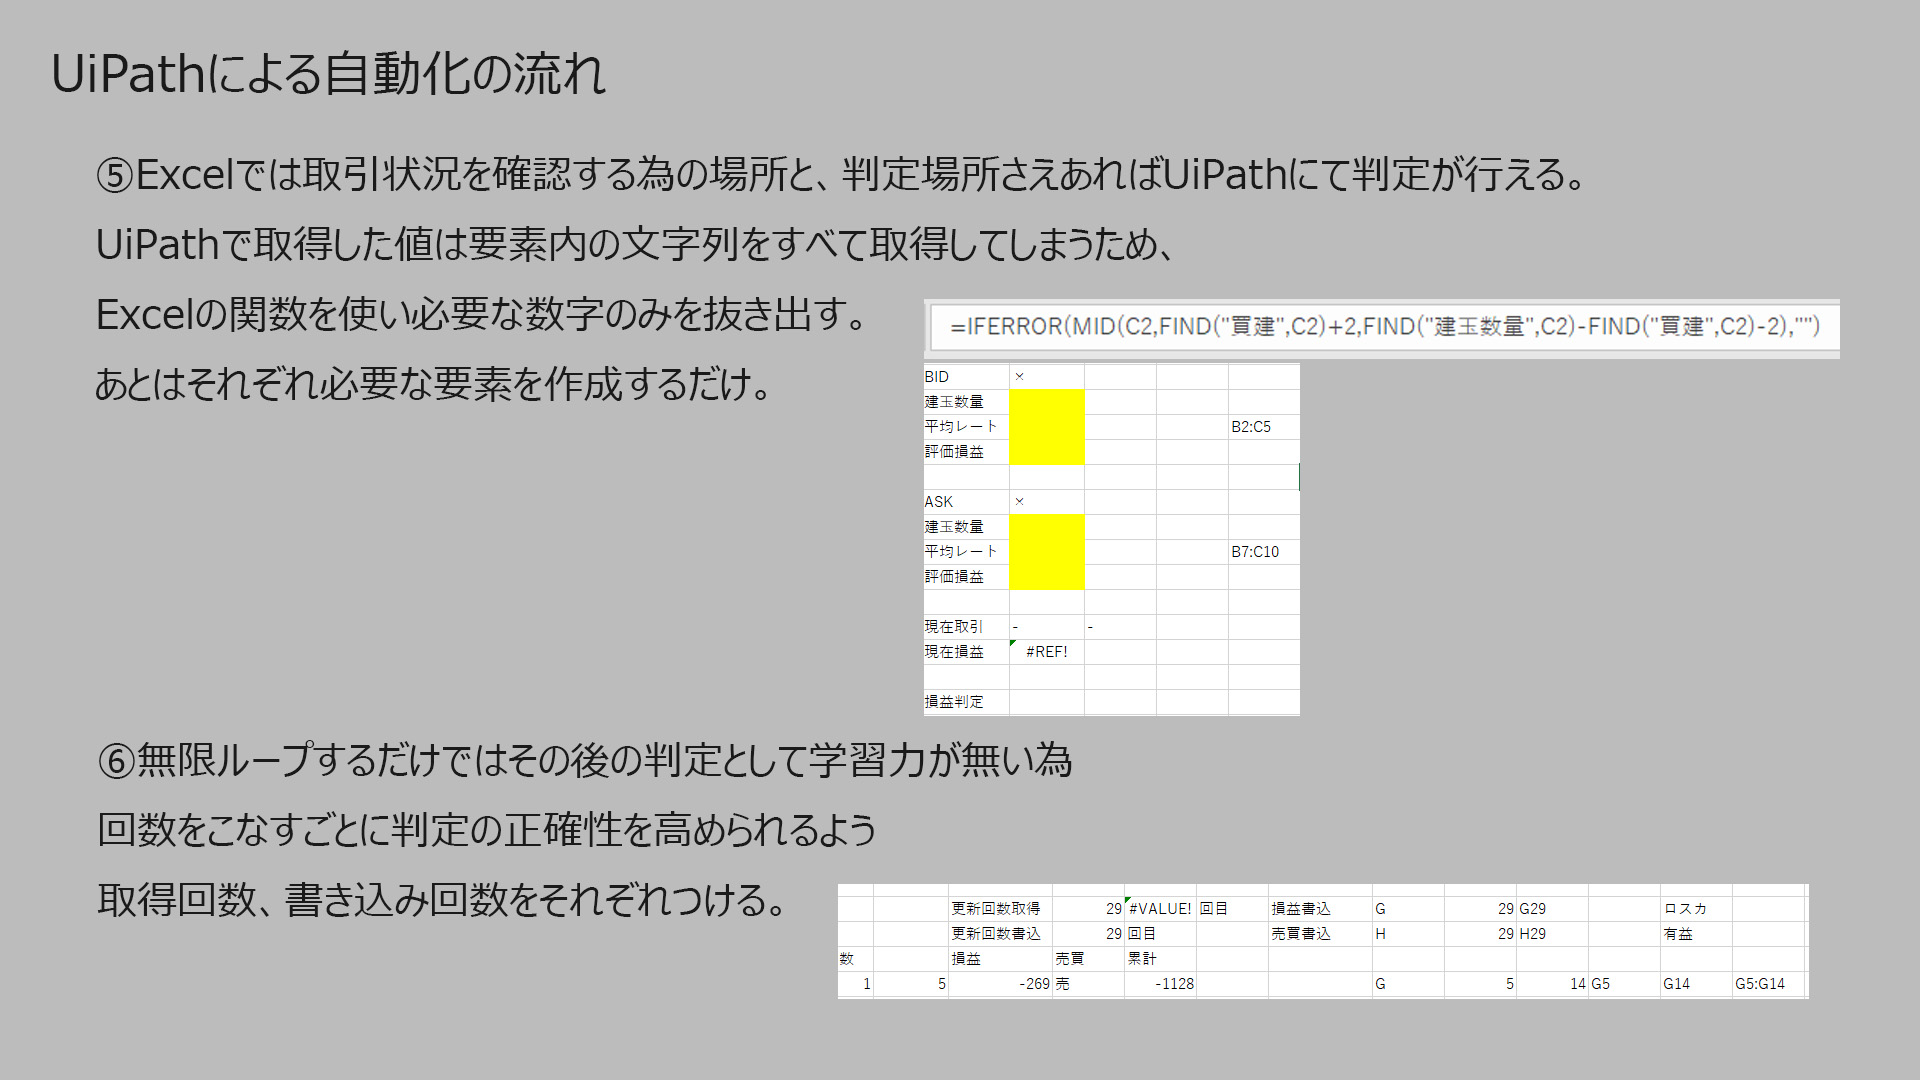 UiPathによる自動化の流れ
⑤Excelでは取引状況を確認する為の場所と、判定場所さえあればUiPathにて判定が行える。
UiPathで取得した値は要素内の文字列をすべて取得してしまうため、
Excelの関数を使い必要な数字のみを抜き出す。
あとはそれぞれ必要な要素を作成するだけ。
=IFERROR(MID(C2,FIND("買建",C2)+2,FIND("建玉数量",C2)-FIND("買建",C2)-2),"")
BID ×
建玉数量
平均レート B2:C5
評価損益
ASK ×
建玉数量
平均レート B7:C10
評価損益
現在取引 - -
現在損益 #REF!
損益判定
⑥無限ループするだけではその後の判定として学習力が無い為
回数をこなすごとに判定の正確性を高められるよう
取得回数、書き込み回数をそれぞれつける。
更新回数取得 29 #VALUE! 回目 損益書込 G 29 G29 ロスカ
更新回数書込 29 回目 売買書込 H 29 H29 有益
数 損益 売買 累計
1 5 -269 売 -1128 G 5 14 G5 G14 G5:G14